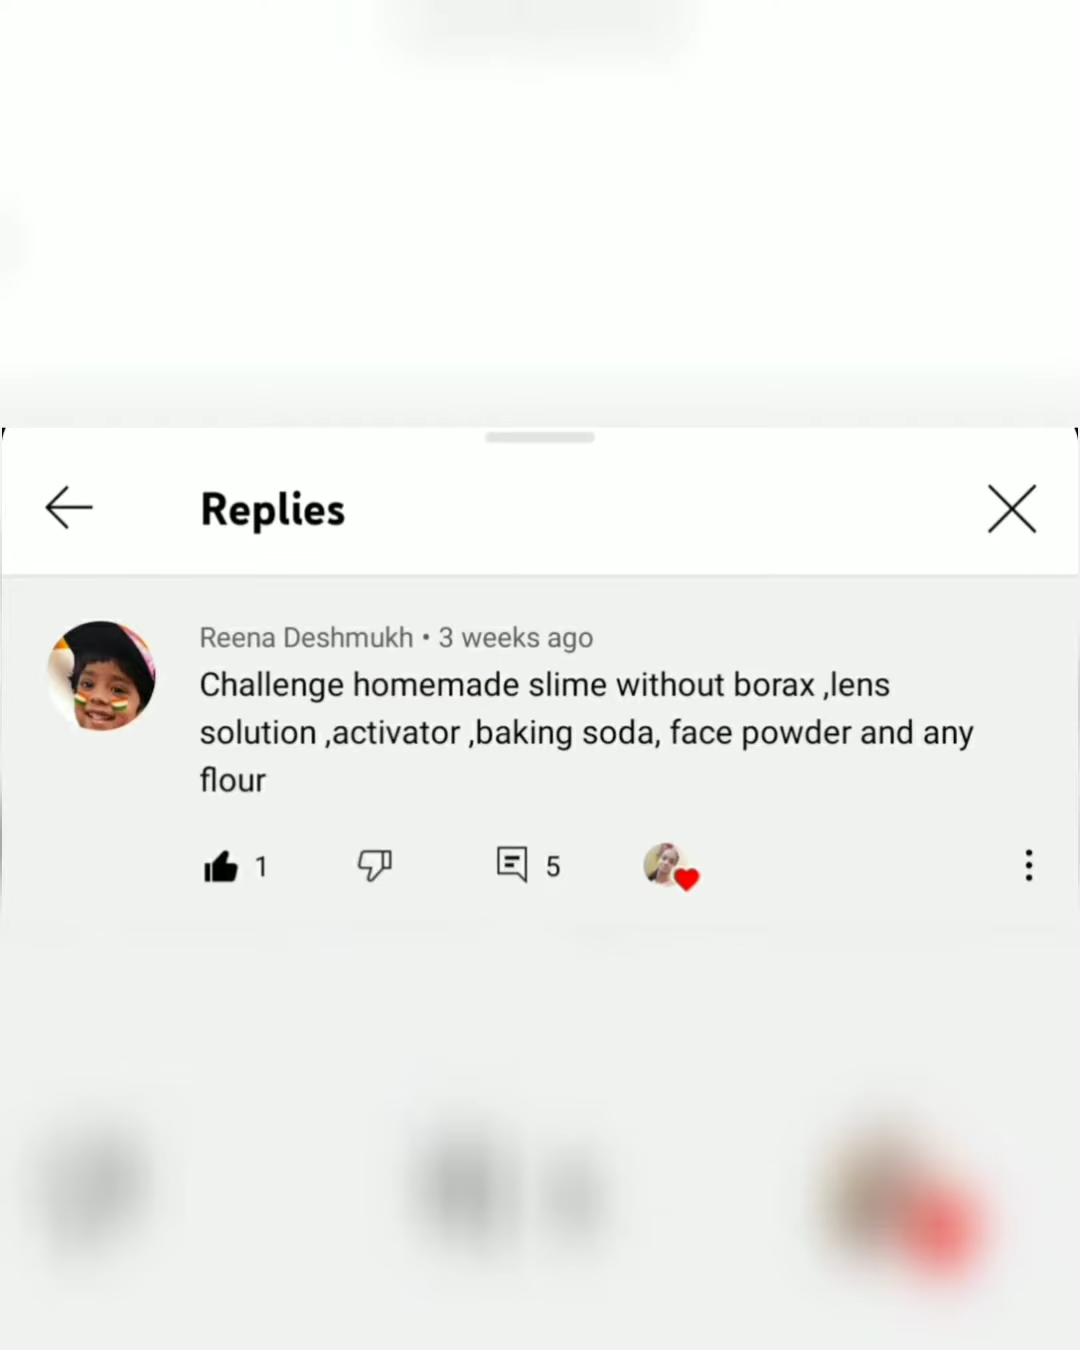 Replies
Reena Deshmukh • 3 weeks ago
Challenge homemade slime without borax ,lens
solution ,activator ,baking soda, face powder and any
flour
1
5